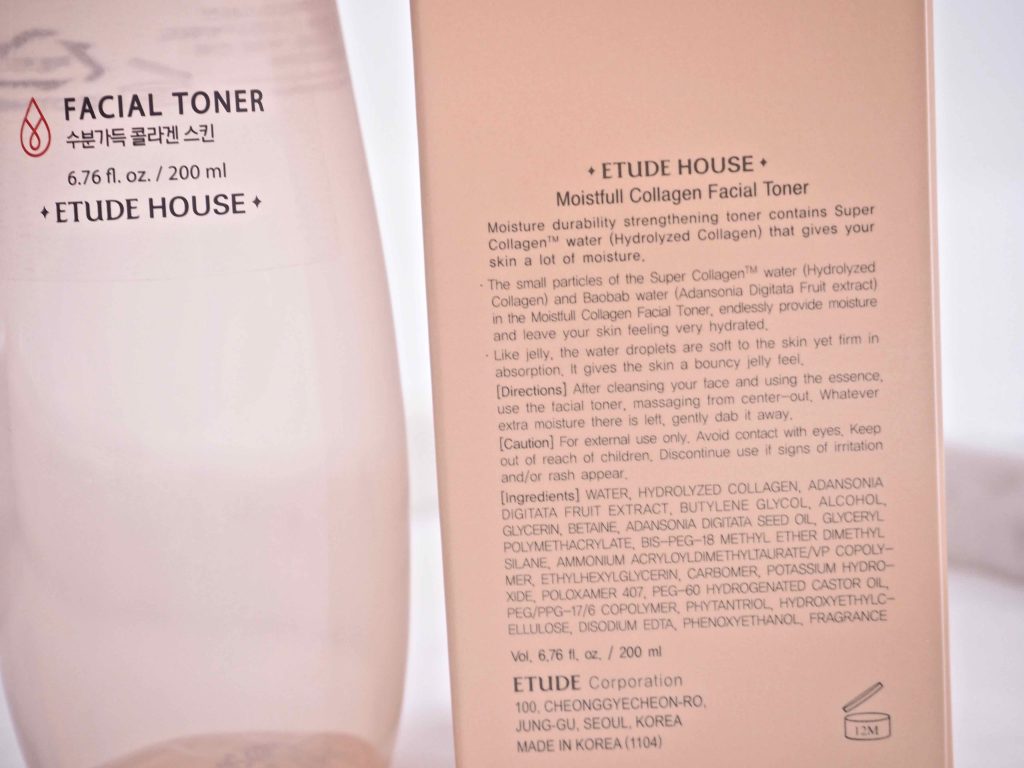 FACIAL TONER
수분가득 콜라겐 스킨
6.76 fl. oz. / 200 ml
ETUDE HOUSE
ETUDE HOUSE
Moistfull Collagen Facial Toner
Moisture durability strengthening toner contains Super
Collagen™ water (Hydrolyzed Collagen) that gives your
skin a lot of moisture.
· The small particles of the Super Collagen™ water (Hydrolyzed
Collagen) and Baobab water (Adansonia Digitata Fruit extract)
in the Moistfull Collagen Facial Toner, endlessly provide moisture
and leave your skin feeling very hydrated.
· Like jelly, the water droplets are soft to the skin yet firm in
absorption. It gives the skin a bouncy jelly feel.
[Directions] After cleansing your face and using the essence,
use the facial toner, massaging from center-out. Whatever
extra moisture there is left, gently dab it away.
[Caution] For external use only. Avoid contact with eyes. Keep
out of reach of children. Discontinue use if signs of irritation
and/or rash appear.
[Ingredients] WATER, HYDROLYZED COLLAGEN, ADANSONIA
DIGITATA FRUIT EXTRACT, BUTYLENE GLYCOL, ALCOHOL,
GLYCERIN, BETAINE, ADANSONIA DIGITATA SEED OIL, GLYCERYL
POLYMETHACRYLATE, BIS-PEG-18 METHYL ETHER DIMETHYL
SILANE, AMMONIUM ACRYLOYLDIMETHYLTAURATE/VP COPOLY-
MER, ETHYLHEXYLGLYCERIN, CARBOMER, POTASSIUM HYDRO-
XIDE, POLOXAMER 407, PEG-60 HYDROGENATED CASTOR OIL,
PEG/PPG-17/6 COPOLYMER, PHYTANTRIOL, HYDROXYETHYLC-
ELLULOSE, DISODIUM EDTA, PHENOXYETHANOL, FRAGRANCE
Vol. 6.76 fl. oz. / 200 ml
ETUDE Corporation
100, CHEONGGYECHEON-RO,
JUNG-GU, SEOUL, KOREA
MADE IN KOREA (1104)
12M